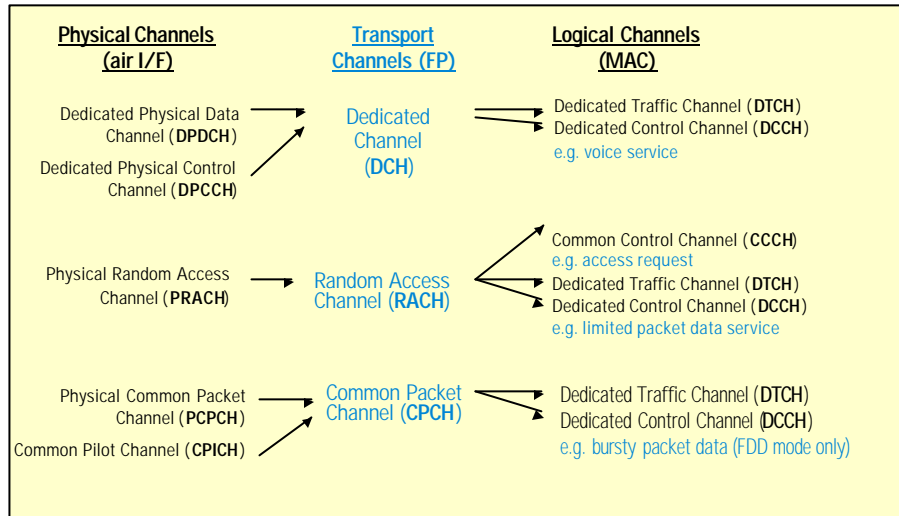 Physical Channels
(air I/F)
Transport
Channels (FP)
Logical Channels
(MAC)
Dedicated Physical Data
Channel (DPDCH)
Dedicated Physical Control
Channel (DPCCH)
Dedicated
Channel
(DCH)
Dedicated Traffic Channel (DTCH)
Dedicated Control Channel (DCCH)
e.g. voice service
Physical Random Access
Channel (PRACH)
Random Access
Channel (RACH)
Common Control Channel (CCCH)
e.g. access request
Dedicated Traffic Channel (DTCH)
Dedicated Control Channel (DCCH)
e.g. limited packet data service
Physical Common Packet
Channel (PCPCH)
Common Pilot Channel (CPICH)
Common Packet
Channel (CPCH)
Dedicated Traffic Channel (DTCH)
Dedicated Control Channel (DCCH)
e.g. bursty packet data (FDD mode only)